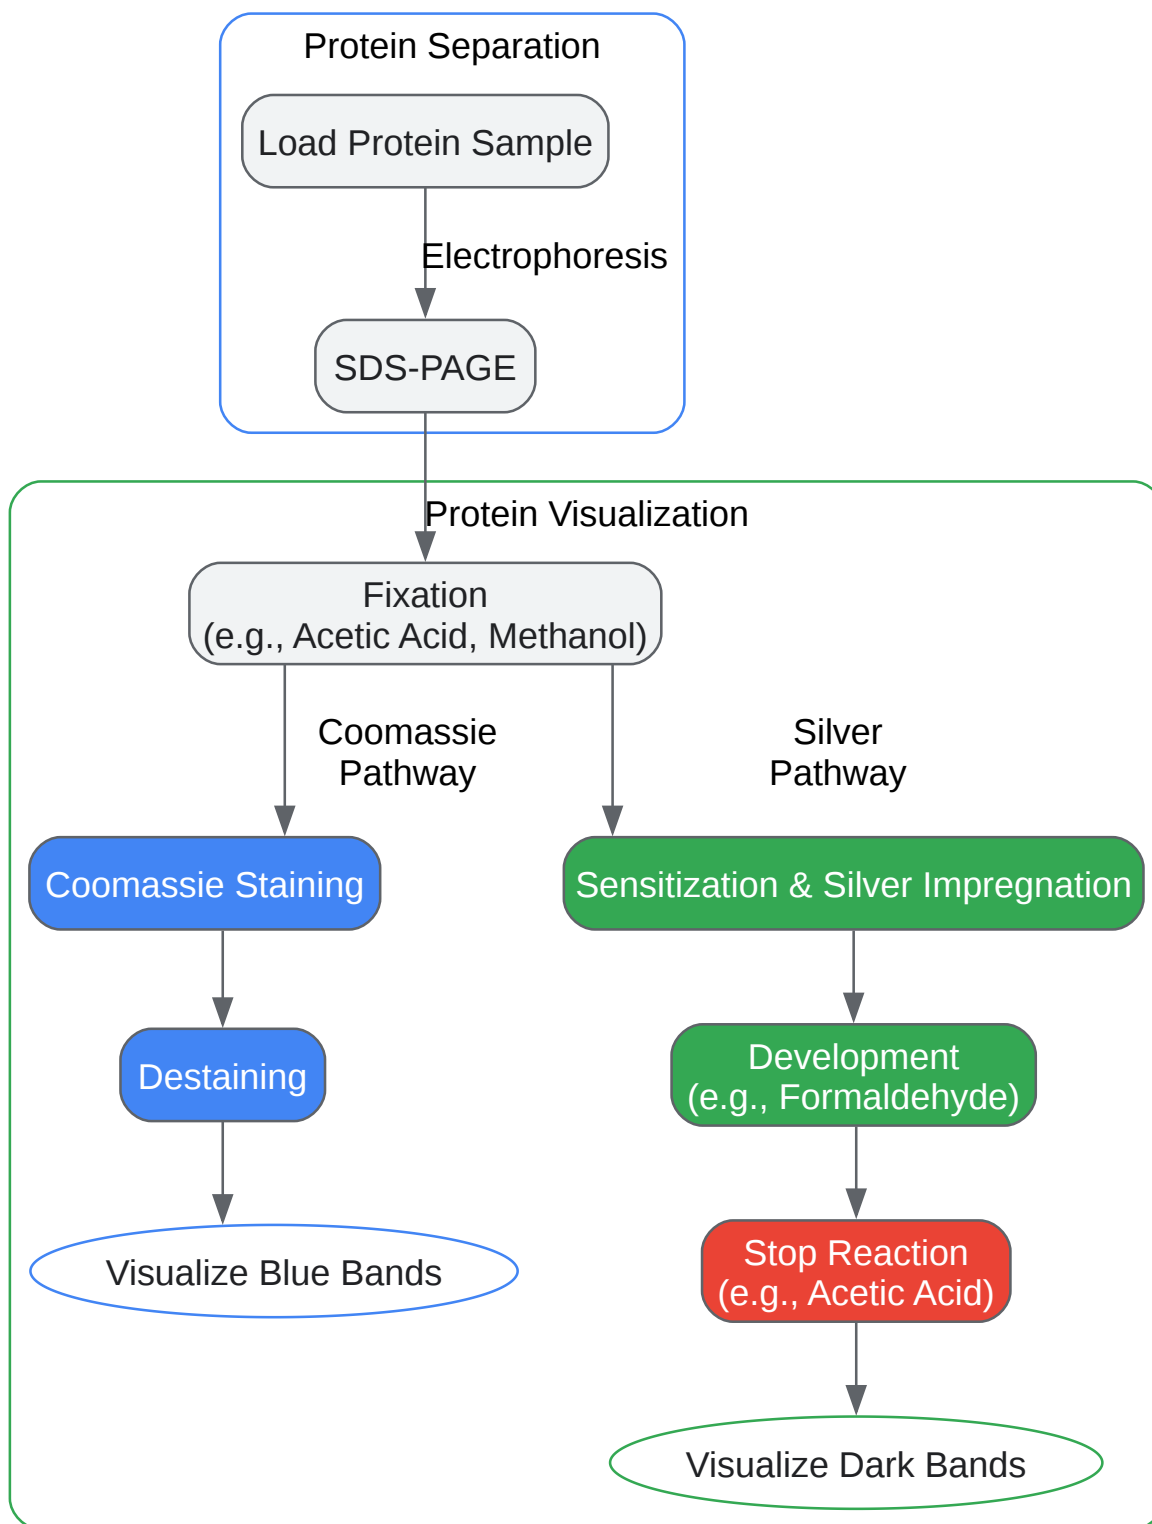 Protein Separation
Load Protein Sample
Electrophoresis
SDS-PAGE
Protein Visualization
Fixation
(e.g., Acetic Acid, Methanol)
Coomassie
Pathway
Silver
Pathway
Coomassie Staining
Sensitization & Silver Impregnation
Destaining
Development
(e.g., Formaldehyde)
Visualize Blue Bands
Stop Reaction
(e.g., Acetic Acid)
Visualize Dark Bands